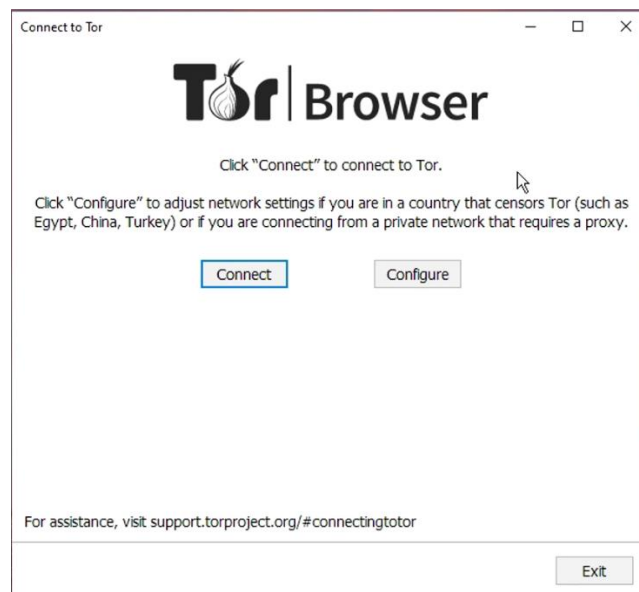 Connect to Tor
Tor Browser
Click “Connect” to connect to Tor.
Click “Configure” to adjust network settings if you are in a country that censors Tor (such as
Egypt, China, Turkey) or if you are connecting from a private network that requires a proxy.
Connect Configure
For assistance, visit support.torproject.org/#connectingtotor
Exit